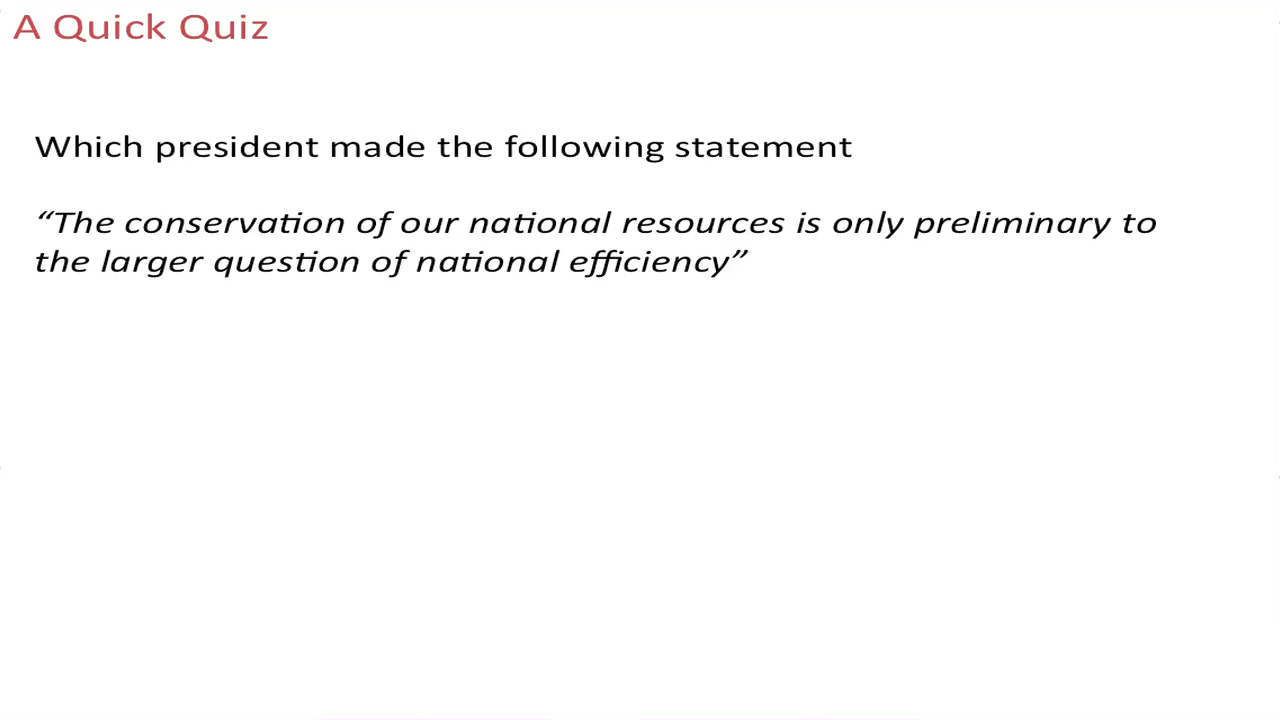 A Quick Quiz
Which president made the following statement
“The conservation of our national resources is only preliminary to
the larger question of national efficiency”